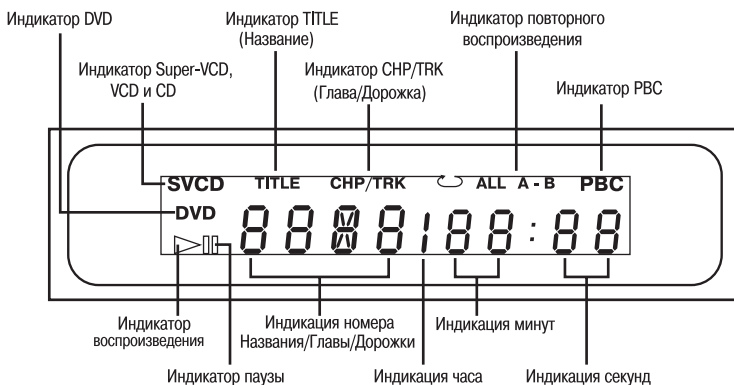 Индикатор DVD
Индикатор TITLE
(Название)
Индикатор повторного
воспроизведения
Индикатор Super-VCD,
VCD и CD
Индикатор CHP/TRK
(Глава/Дорожка)
Индикатор PBC
SVCD TITLE CHP/TRK ALL A - B PBC
DVD
8888188:88
Индикатор
воспроизведения
Индикация номера
Названия/Главы/Дорожки
Индикация минут
Индикатор паузы
Индикация часа
Индикация секунд